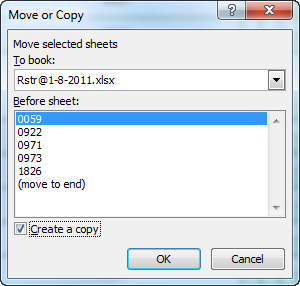 Move or Copy
Move selected sheets
To book:
Rstr@1-8-2011.xlsx
Before sheet:
0059
0922
0971
0973
1826
(move to end)
Create a copy
OK Cancel